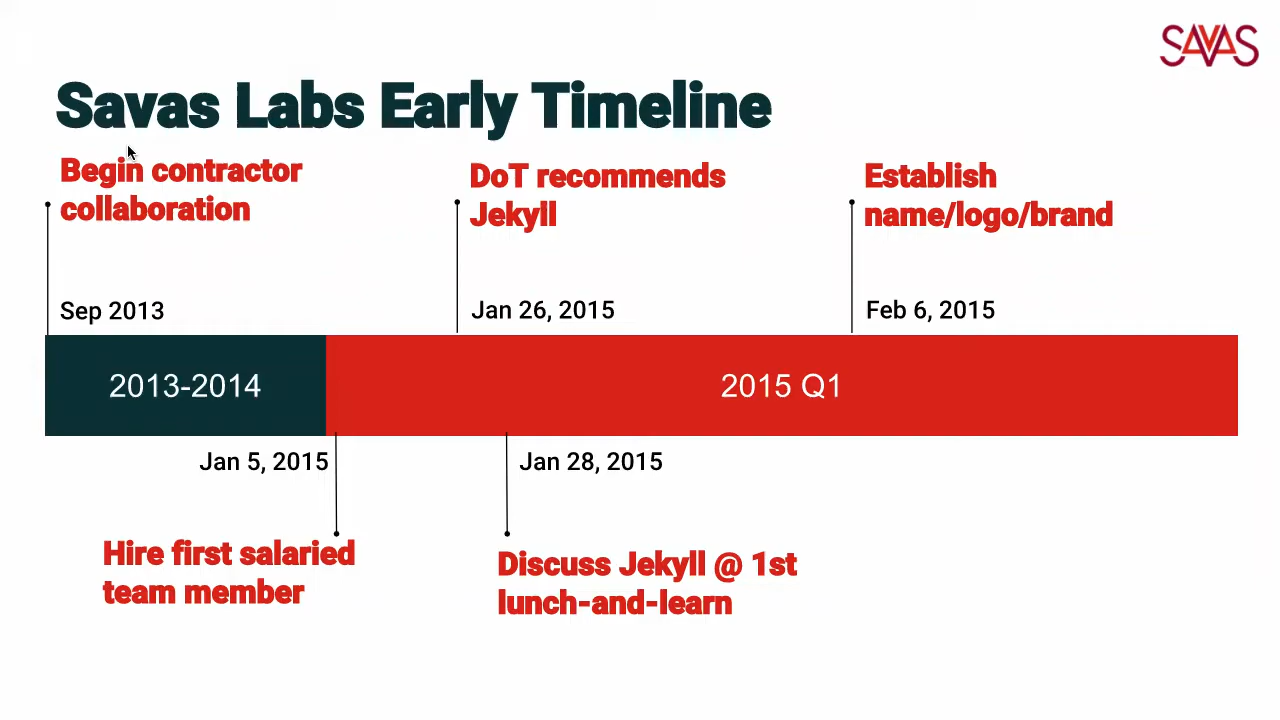 SAVAS
Savas Labs Early Timeline
Begin contractor
collaboration
DoT recommends
Jekyll
Establish
name/logo/brand
Sep 2013
Jan 26, 2015
Feb 6, 2015
2013-2014
2015 Q1
Jan 5, 2015
Jan 28, 2015
Hire first salaried
team member
Discuss Jekyll @ 1st
lunch-and-learn